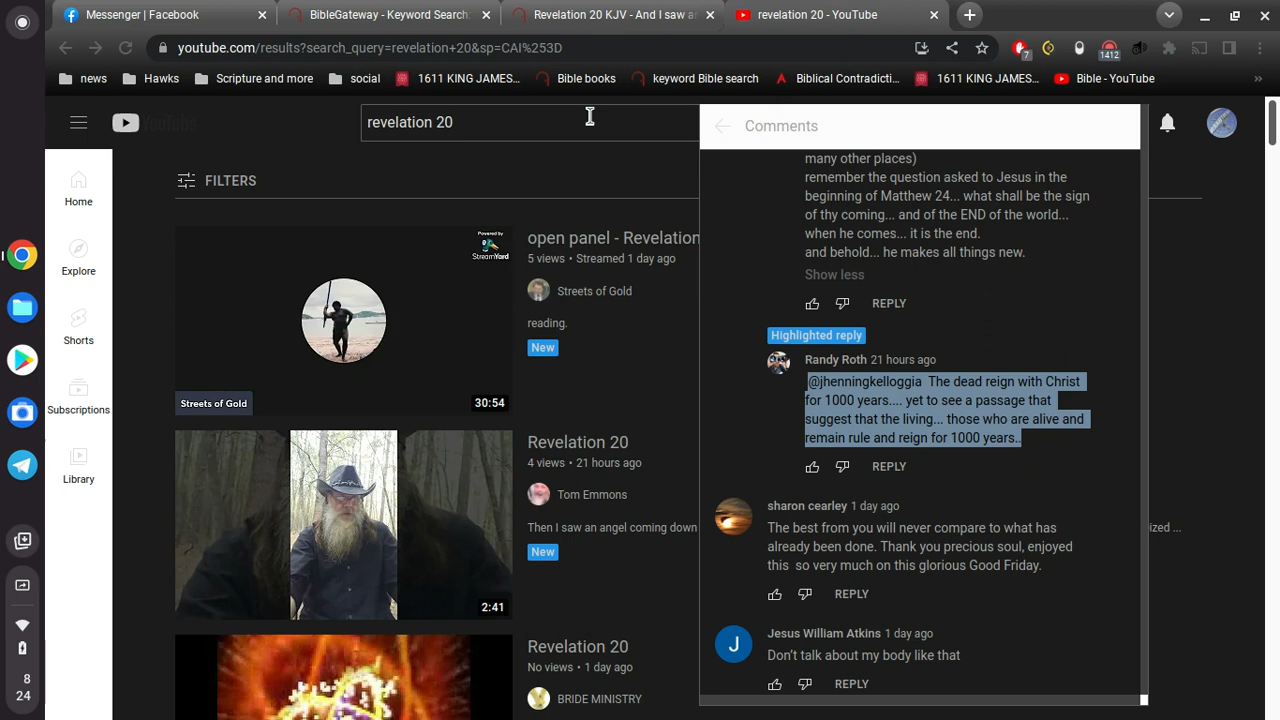 Messenger | Facebook
BibleGateway - Keyword Search:
Revelation 20 KJV - And I saw an
revelation 20 - YouTube
youtube.com/results?search_query=revelation+20&sp=CAI%253D
7
1412
news
Hawks
Scripture and more
social
1611 KING JAMES...
Bible books
keyword Bible search
Biblical Contradicti...
1611 KING JAMES...
Bible - YouTube
»
YouTube
revelation 20
Home
Explore
Shorts
Subscriptions
Library
FILTERS
Powered by
StreamYard
Streets of Gold
30:54
open panel - Revelation
5 views • Streamed 1 day ago
Streets of Gold
reading.
New
2:41
Revelation 20
4 views • 21 hours ago
Tom Emmons
Then I saw an angel coming down
ized ...
New
Revelation 20
No views • 1 day ago
BRIDE MINISTRY
Comments
many other places)
remember the question asked to Jesus in the
beginning of Matthew 24... what shall be the sign
of thy coming... and of the END of the world...
when he comes... it is the end.
and behold... he makes all things new.
Show less
REPLY
Highlighted reply
Randy Roth 21 hours ago
@jhenningkelloggia The dead reign with Christ
for 1000 years.... yet to see a passage that
suggest that the living... those who are alive and
remain rule and reign for 1000 years..
REPLY
sharon cearley 1 day ago
The best from you will never compare to what has
already been done. Thank you precious soul, enjoyed
this so very much on this glorious Good Friday.
REPLY
J
Jesus William Atkins 1 day ago
Don't talk about my body like that
REPLY
8
24